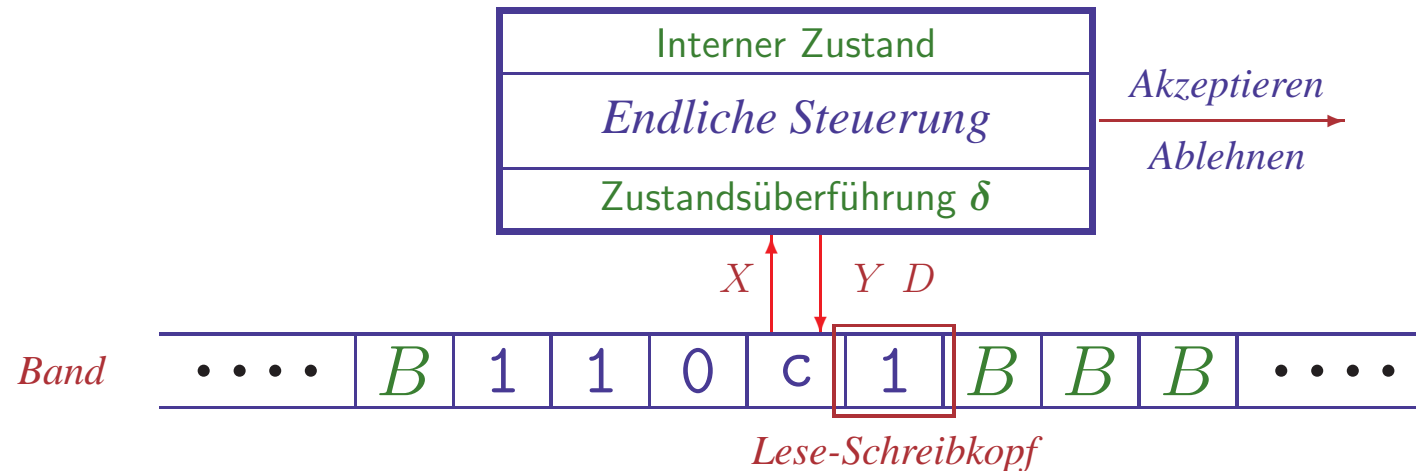 Interner Zustand
Endliche Steuerung
Zustandsüberführung δ
Akzeptieren
Ablehnen
X Y D
Band • • • • B 1 1 0 c 1 B B B • • • •
Lese-Schreibkopf